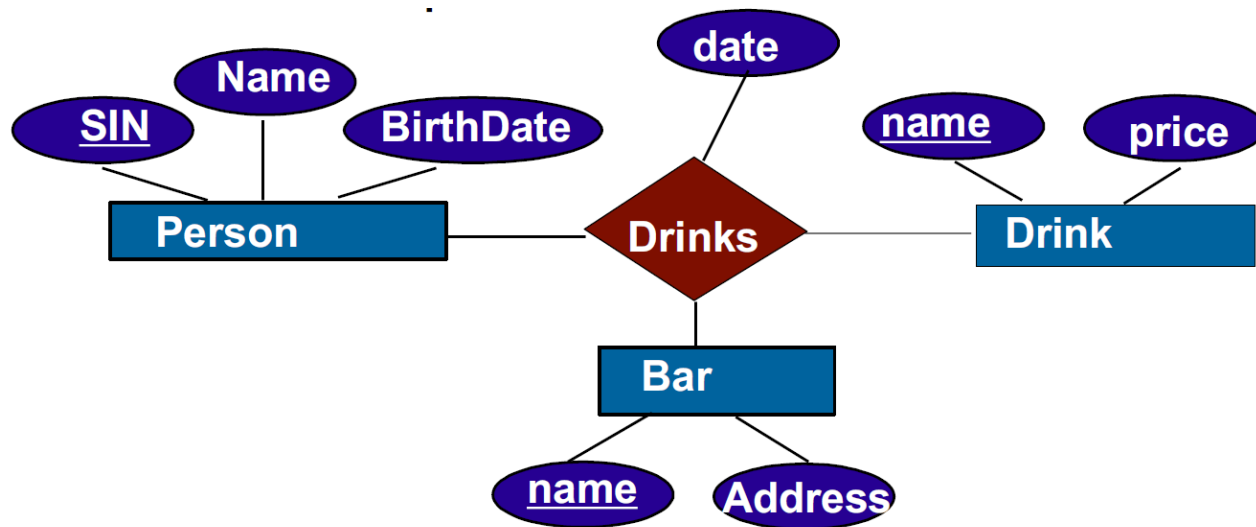 date
Name
SIN
BirthDate
name
price
Person
Drinks
Drink
Bar
name
Address